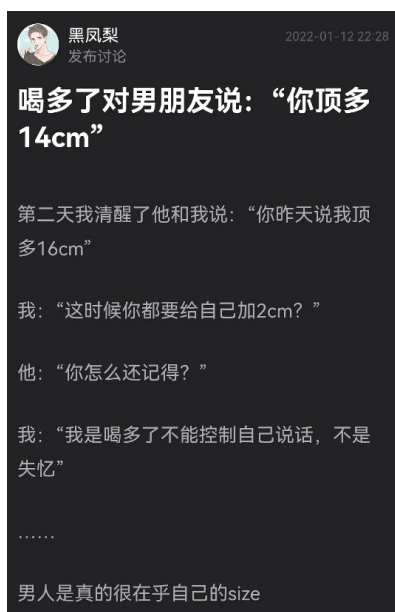 黑凤梨
2022-01-12 22:28
发布讨论
喝多了对男朋友说：“你顶多
14cm”
第二天我清醒了他和我说：“你昨天说我顶
多16cm”
我：“这时候你都要给自己加2cm？”
他：“你怎么还记得？”
我：“我是喝多了不能控制自己说话，不是
失忆”
……
男人是真的很在乎自己的size